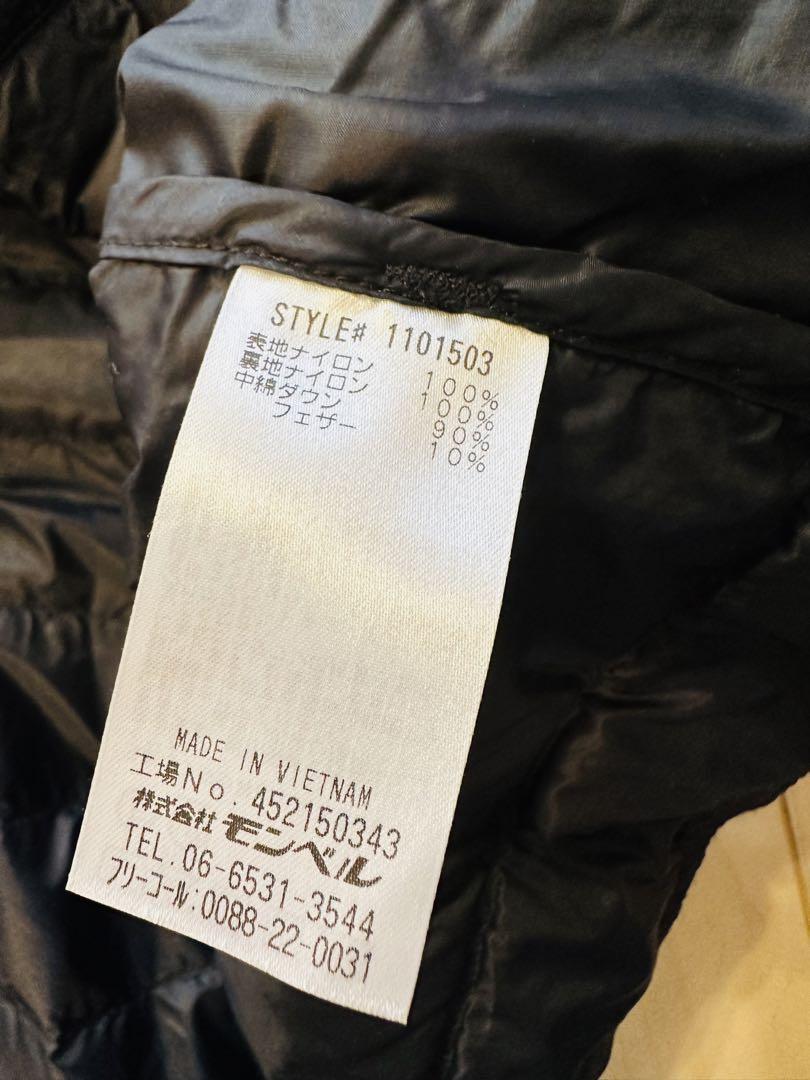 STYLE# 1101503
表地ナイロン 100%
裏地ナイロン 100%
中綿ダウン 90%
フェザー 10%
MADE IN VIETNAM
工場No. 452150343
株式会社 モンベル
TEL. 06-6531-3544
フリーコール:0088-22-0031